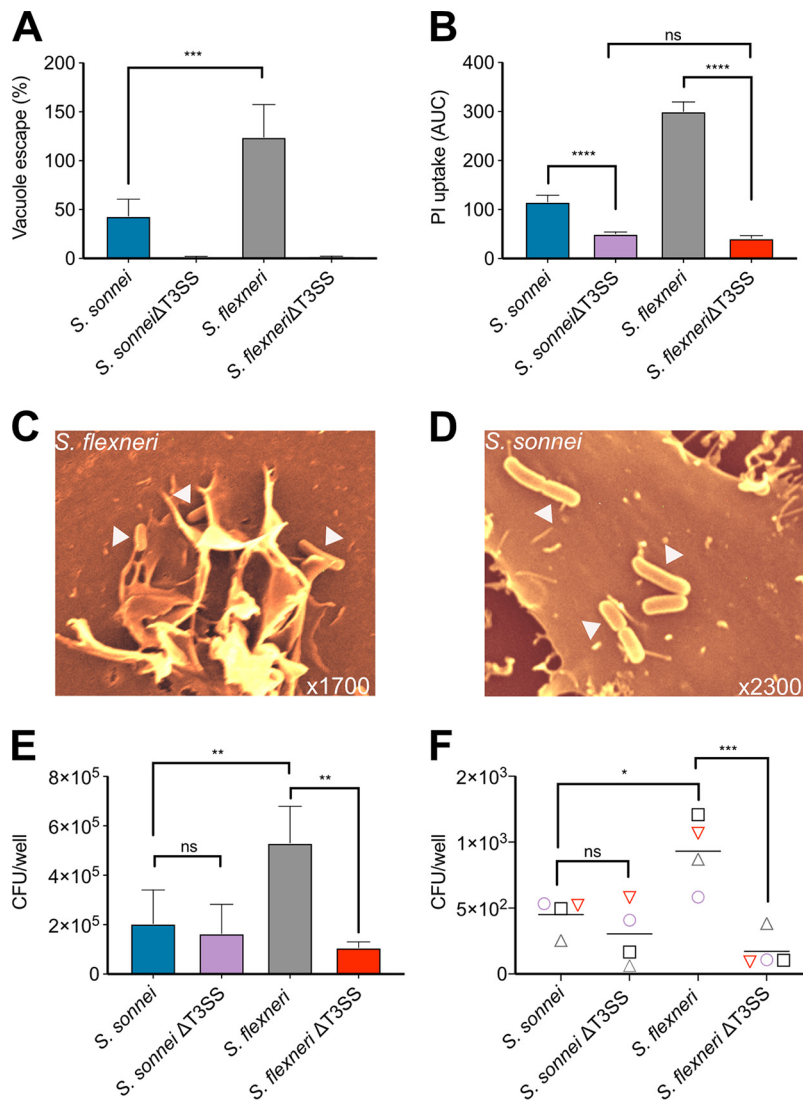 A
***
Vacuole escape (%)
200
150
100
50
0
S. sonnei
S. sonneiΔT3SS
S. flexneri
S. flexneriΔT3SS
B
ns
****
****
PI uptake (AUC)
400
300
200
100
0
S. sonnei
S. sonneiΔT3SS
S. flexneri
S. flexneriΔT3SS
C
S. flexneri
x1700
D
S. sonnei
x2300
E
**
**
ns
CFU/well
8×10⁵
6×10⁵
4×10⁵
2×10⁵
0
S. sonnei
S. sonnei ΔT3SS
S. flexneri
S. flexneri ΔT3SS
F
***
*
ns
CFU/well
2×10³
1×10³
5×10²
0
S. sonnei
S. sonnei ΔT3SS
S. flexneri
S. flexneri ΔT3SS